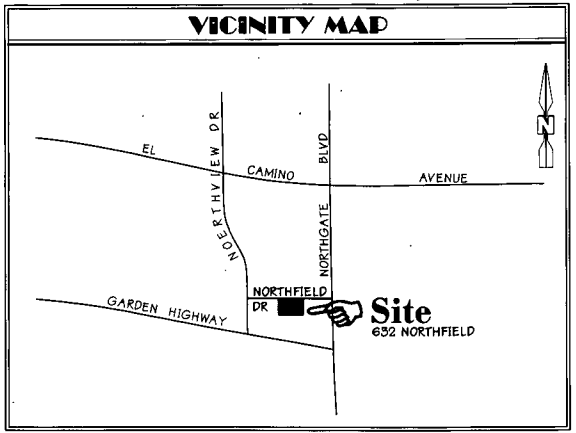 VICINITY MAP
N
NOERTHVIEW DR
NORTHGATE BLVD
EL CAMINO AVENUE
NORTHFIELD DR
GARDEN HIGHWAY
Site
632 NORTHFIELD